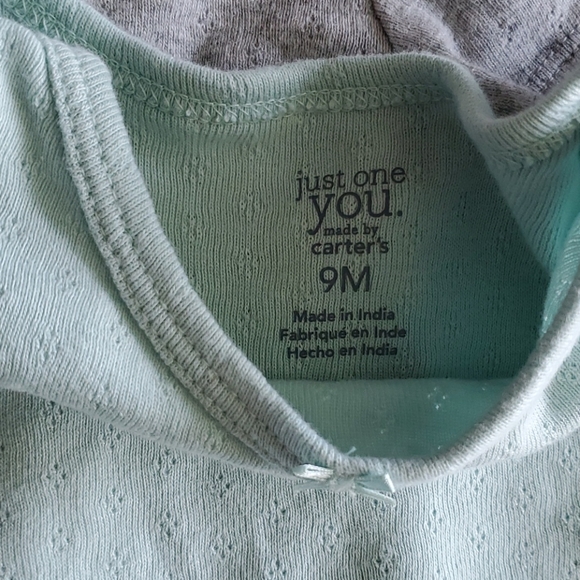 just one
you.
made by
carter's
9M
Made in India
Fabriqué en Inde
Hecho en India